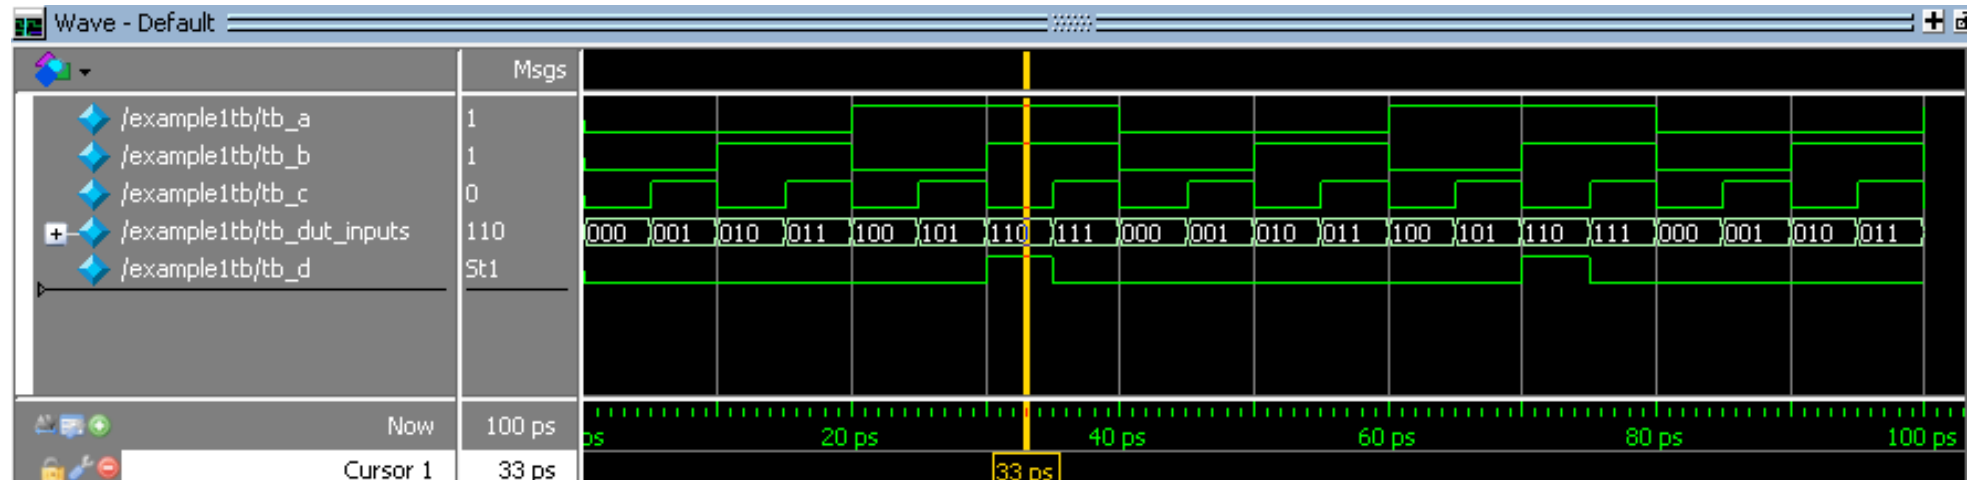 Wave - Default
Msgs
/example1tb/tb_a 1
/example1tb/tb_b 1
/example1tb/tb_c 0
/example1tb/tb_dut_inputs 110 000 001 010 011 100 101 110 111 000 001 010 011 100 101 110 111 000 001 010 011
/example1tb/tb_d St1
Now 100 ps ps 20 ps 40 ps 60 ps 80 ps 100 ps
Cursor 1 33 ps 33 ps